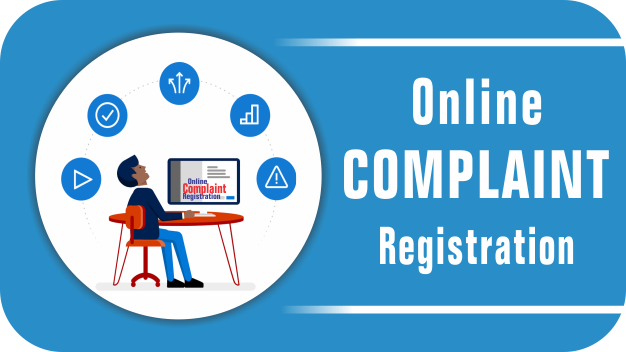 Online
COMPLAINT
Registration
Online
Complaint
Registration